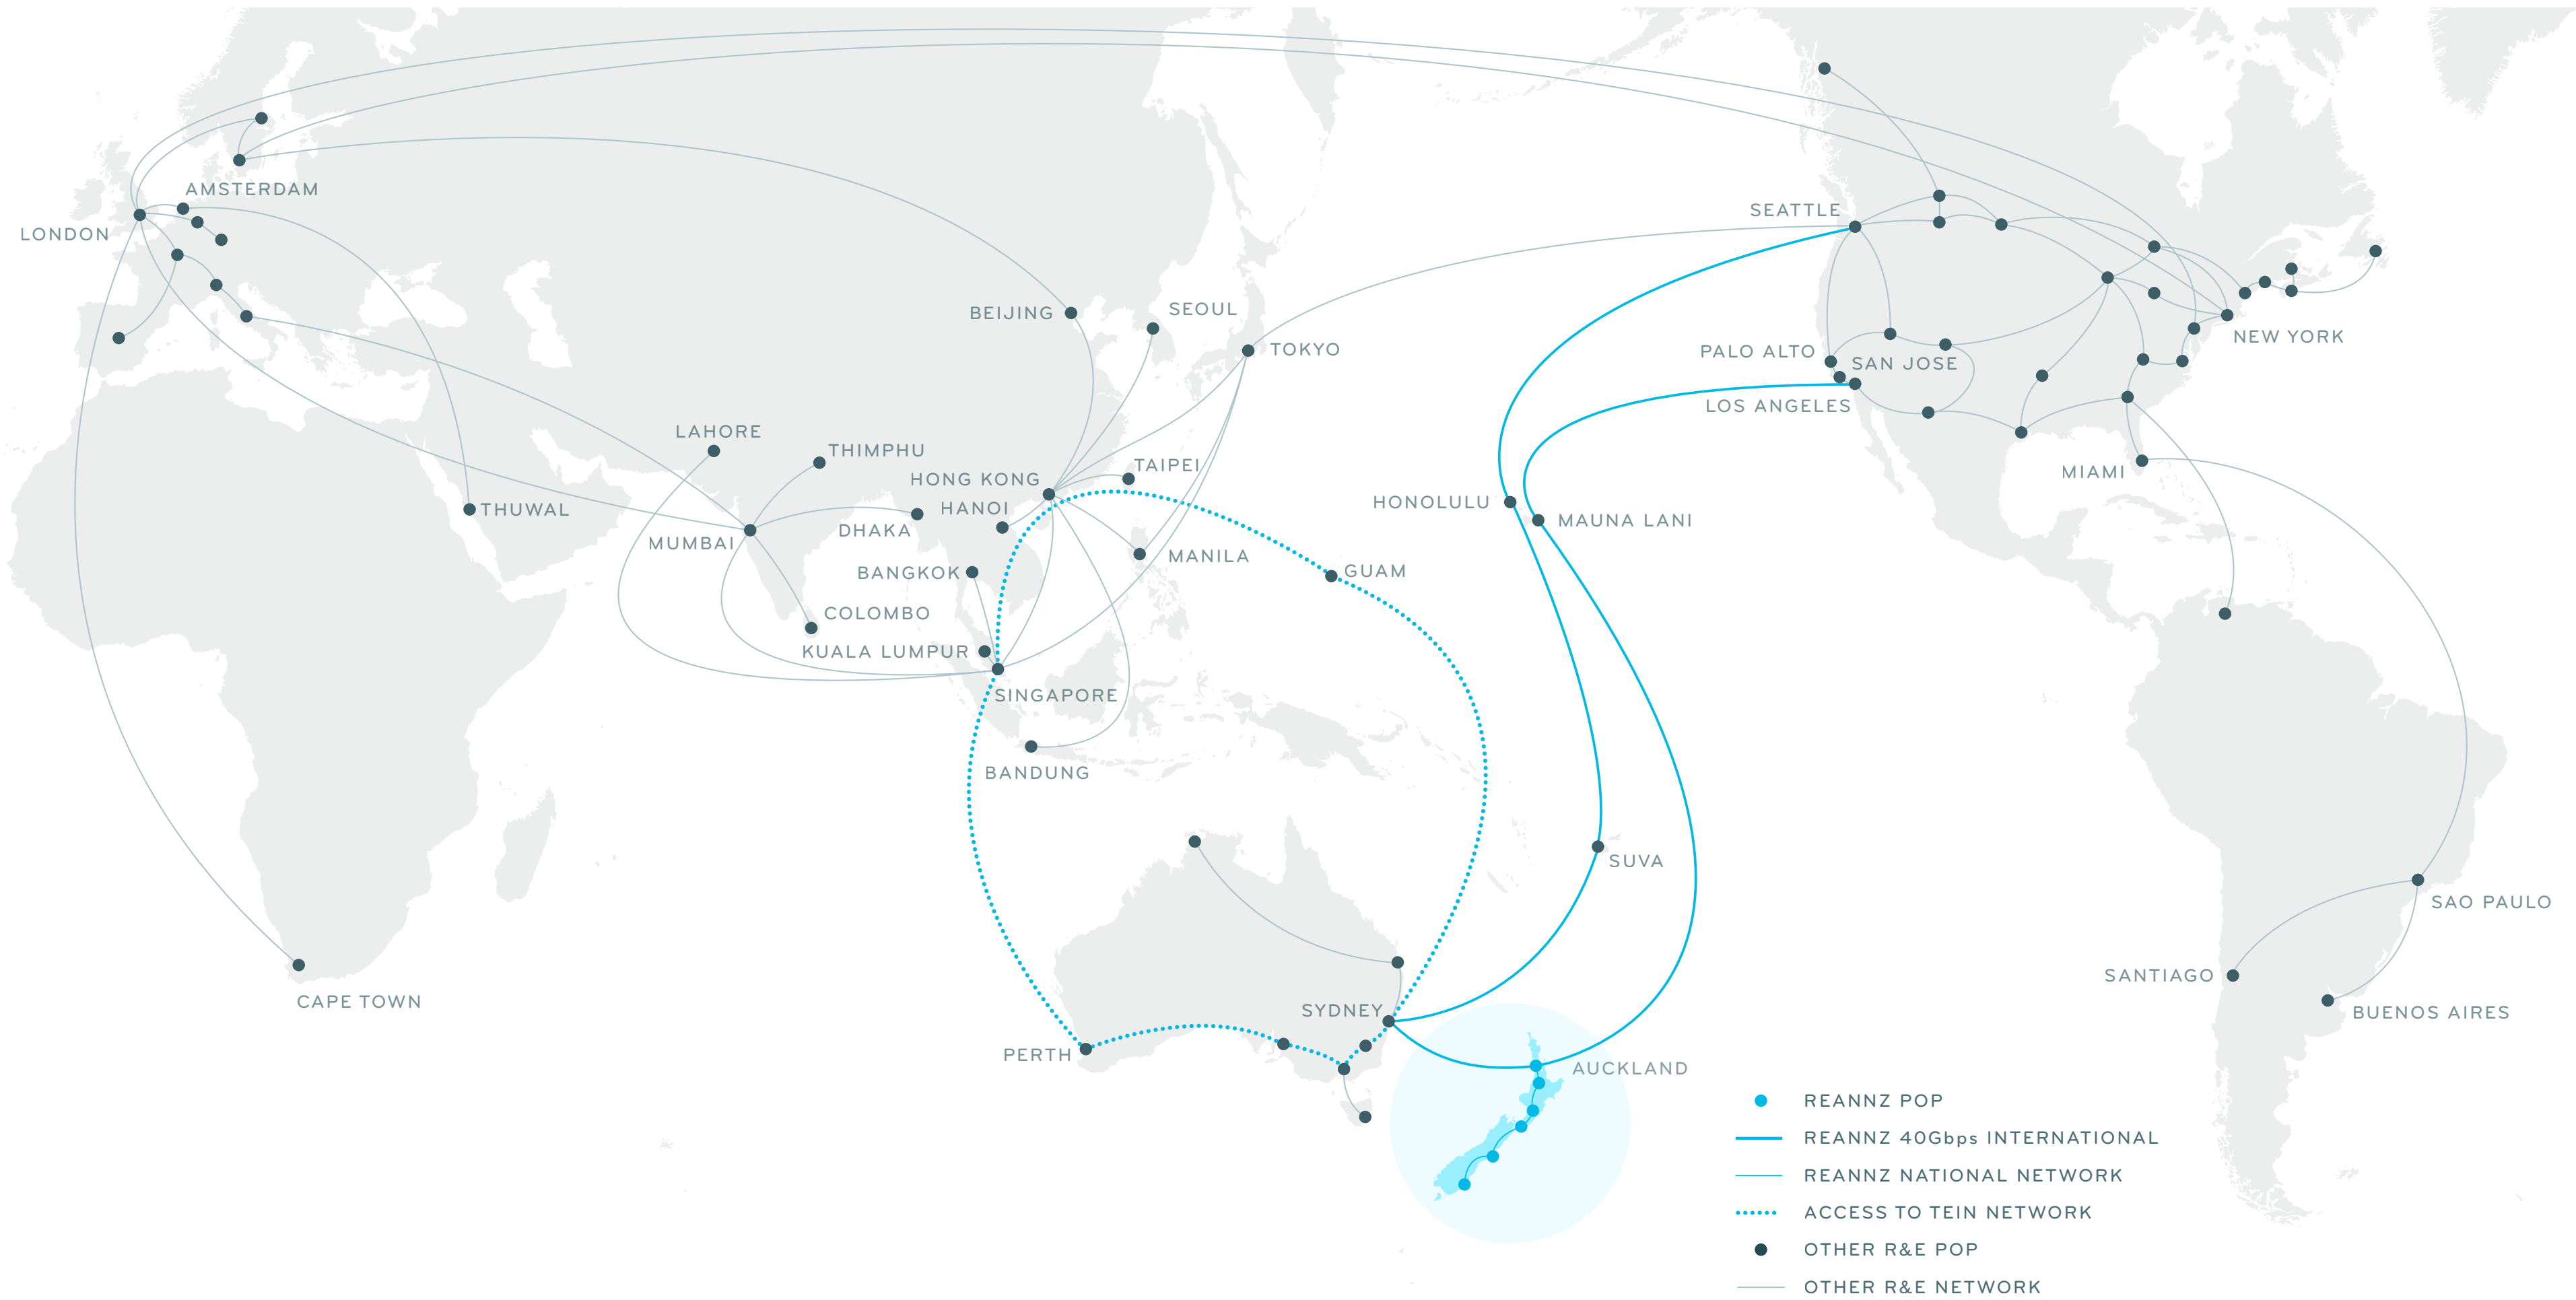 AMSTERDAM
LONDON
SEATTLE
BEIJING
SEOUL
TOKYO
NEW YORK
PALO ALTO
SAN JOSE
LOS ANGELES
LAHORE
THIMPHU
TAIPEI
HONG KONG
MIAMI
THUWAL
HANOI
HONOLULU
MAUNA LANI
DHAKA
MUMBAI
MANILA
BANGKOK
GUAM
COLOMBO
KUALA LUMPUR
SINGAPORE
BANDUNG
SUVA
SAO PAULO
SANTIAGO
CAPE TOWN
SYDNEY
BUENOS AIRES
PERTH
AUCKLAND
REANNZ POP
REANNZ 40Gbps INTERNATIONAL
REANNZ NATIONAL NETWORK
ACCESS TO TEIN NETWORK
OTHER R&E POP
OTHER R&E NETWORK